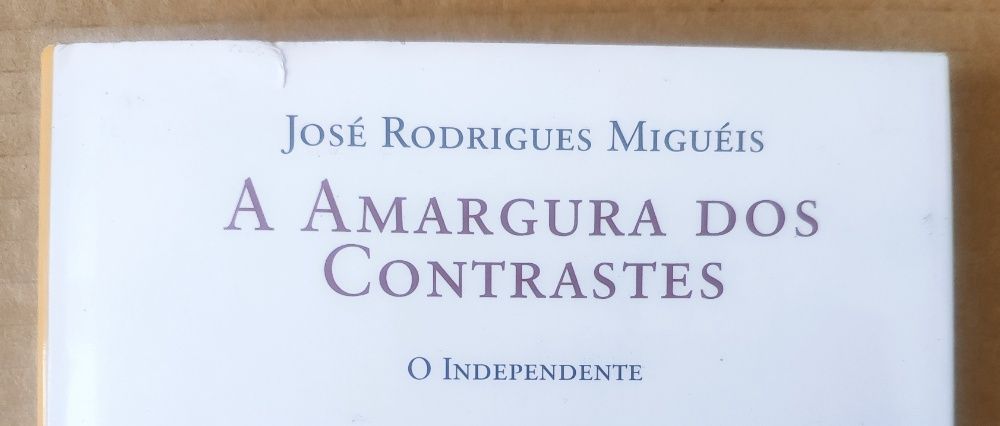 José Rodrigues Miguéis
A Amargura dos
Contrastes
O Independente